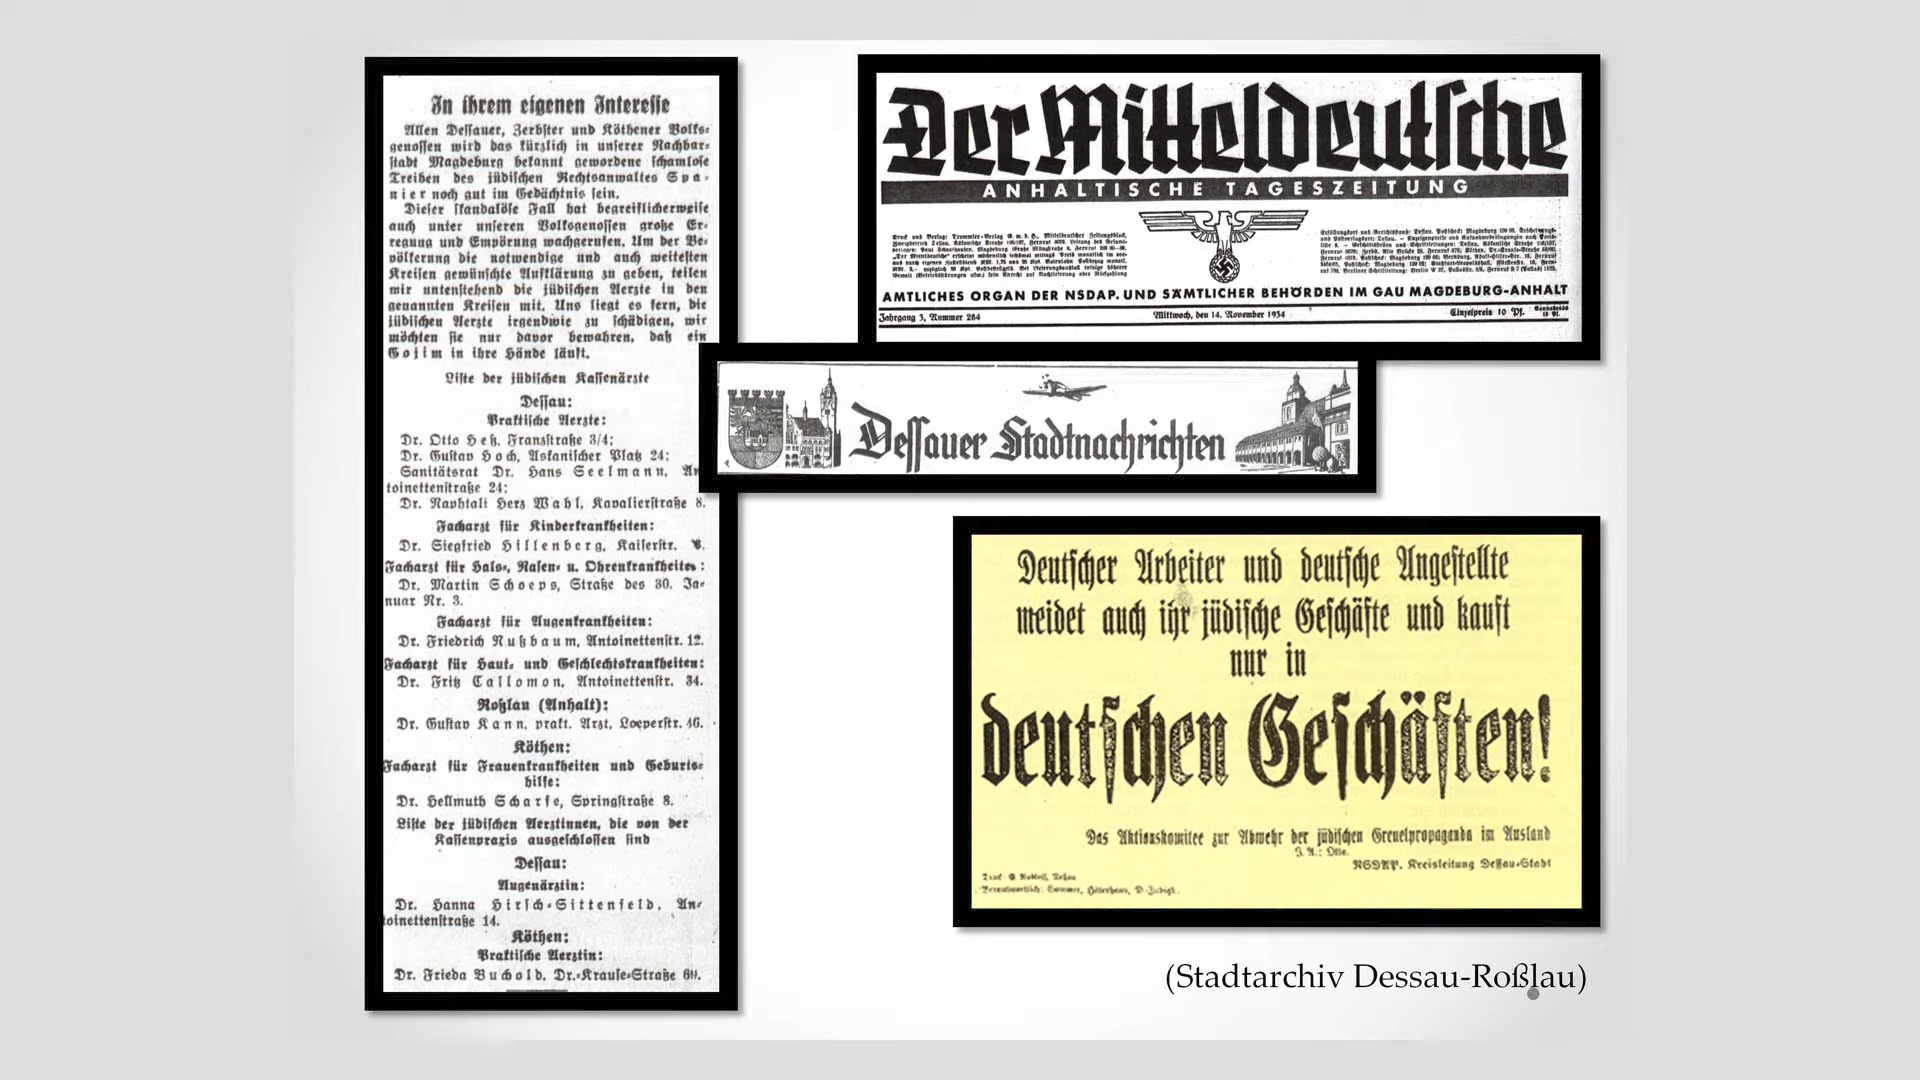 In ihrem eigenen Interesse
Allen Dessauer, Zerbster und Köthener Volks-
genossen wird das kürzlich in unserer Nachbar-
stadt Magdeburg bekannt gewordene schamlose
Treiben des jüdischen Rechtsanwaltes Spa-
nier noch gut im Gedächtnis sein.
Dieser skandalöse Fall hat begreiflicherweise
auch unter unseren Volksgenossen große Er-
regung und Empörung wachgerufen. Um der Be-
völkerung die notwendige und auch weitesten
Kreisen gewünschte Aufklärung zu geben, teilen
wir untenstehend die jüdischen Aerzte in den
genannten Kreisen mit. Uns liegt es fern, die
jüdischen Aerzte irgendwie zu schädigen, wir
möchten sie nur davor bewahren, daß ein
Gojim in ihre Hände läuft.
Liste der jüdischen Kassenärzte
Dessau:
Praktische Aerzte:
Dr. Otto Heß, Franzstraße 3/4;
Dr. Gustav Hoch, Askanischer Platz 24;
Sanitätsrat Dr. Hans Seelmann, An
toinettenstraße 24;
Dr. Naphtali Herz Wahl, Kavalierstraße 8.
Facharzt für Kinderkrankheiten:
Dr. Siegfried Hillenberg, Kaiserstr.
Facharzt für Hals-, Nasen- u. Ohrenkrankheiten:
Dr. Martin Schoeps, Straße des 30. Ja-
nuar Nr. 3.
Facharzt für Augenkrankheiten:
Dr. Friedrich Nußbaum, Antoinettenstr. 12.
Facharzt für Haut- und Geschlechtskrankheiten:
Dr. Fritz Callomon, Antoinettenstr. 34.
Roßlau (Anhalt):
Dr. Gustav Kann, prakt. Arzt, Loeperstr. 46.
Köthen:
Facharzt für Frauenkrankheiten und Geburts-
hilfe:
Dr. Hellmuth Scharfe, Springstraße 8.
Liste der jüdischen Aerztinnen, die von der
Kassenpraxis ausgeschlossen sind
Dessau:
Augenärztin:
Dr. Hanna Hirsch-Sittenfeld, An-
toinettenstraße 14.
Köthen:
Praktische Aerztin:
Dr. Frieda Buchold, Dr.-Krause-Straße
Der Mitteldeutsche
ANHALTISCHE TAGESZEITUNG
AMTLICHES ORGAN DER NSDAP. UND SÄMTLICHER BEHÖRDEN IM GAU MAGDEBURG-ANHALT
Jahrgang 3, Nummer 284 Mittwoch, den 14. November 1934 Einzelpreis 10 Pf.
Dessauer Stadtnachrichten
Deutscher Arbeiter und deutsche Angestellte
meidet auch ihr jüdische Geschäfte und kauft
nur in
deutschen Geschäften!
Das Aktionskomitee zur Abwehr der jüdischen Greuelpropaganda im Ausland
J. A.: Otte.
NSDAP. Kreisleitung Dessau-Stadt
(Stadtarchiv Dessau-Roßlau)